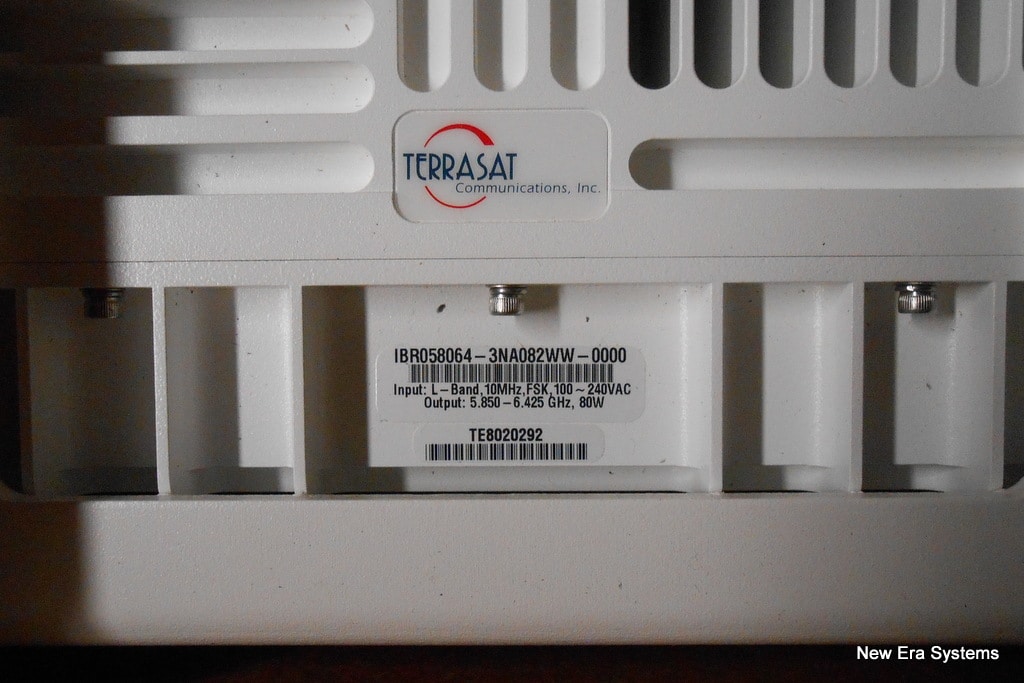 TERRASAT
Communications, Inc.
IBR058064-3NA082WW-0000
Input: L-Band,10MHz,FSK,100~240VAC
Output: 5.850-6.425 GHz, 80W
TE8020292
New Era Systems